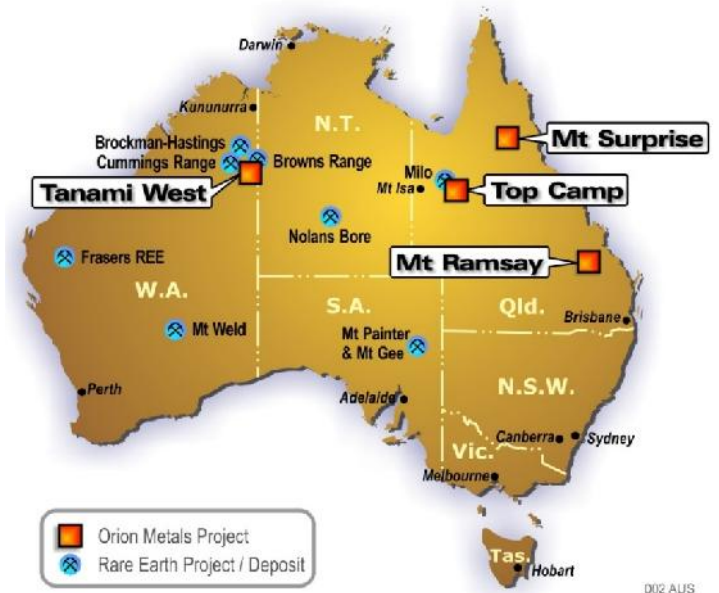 Darwin
Kununurra
N.T.
Mt Surprise
Brockman-Hastings
Cummings Range
Browns Range
Milo
Mt Isa
Top Camp
Tanami West
Nolans Bore
Frasers REE
Mt Ramsay
W.A.
S.A.
Qld.
Brisbane
Mt Weld
Mt Painter
& Mt Gee
N.S.W.
Perth
Adelaide
Canberra
Sydney
Vic.
Melbourne
Orion Metals Project
Rare Earth Project / Deposit
Tas.
Hobart
002 AUS